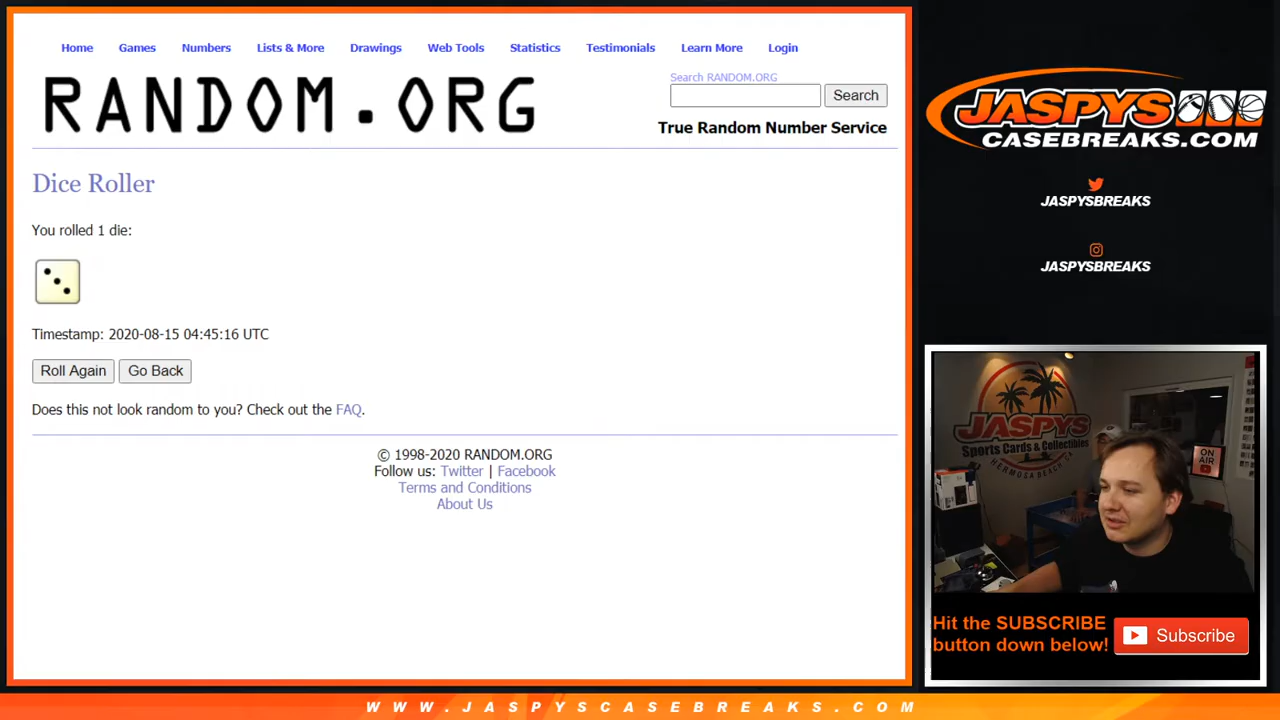 Home Games Numbers Lists & More Drawings Web Tools Statistics Testimonials Learn More Login
RANDOM.ORG
Search RANDOM.ORG
Search
True Random Number Service
Dice Roller
You rolled 1 die:
Timestamp: 2020-08-15 04:45:16 UTC
Roll Again Go Back
Does this not look random to you? Check out the FAQ.
© 1998-2020 RANDOM.ORG
Follow us: Twitter | Facebook
Terms and Conditions
About Us
JASPYS
CASEBREAKS.COM
JASPYSBREAKS
JASPYSBREAKS
JASPYS
Sports Cards & Collectibles
HERMOSA BEACH CA
ON
AIR
Hit the SUBSCRIBE
button down below!
Subscribe
WWW.JASPYSCASEBREAKS.COM